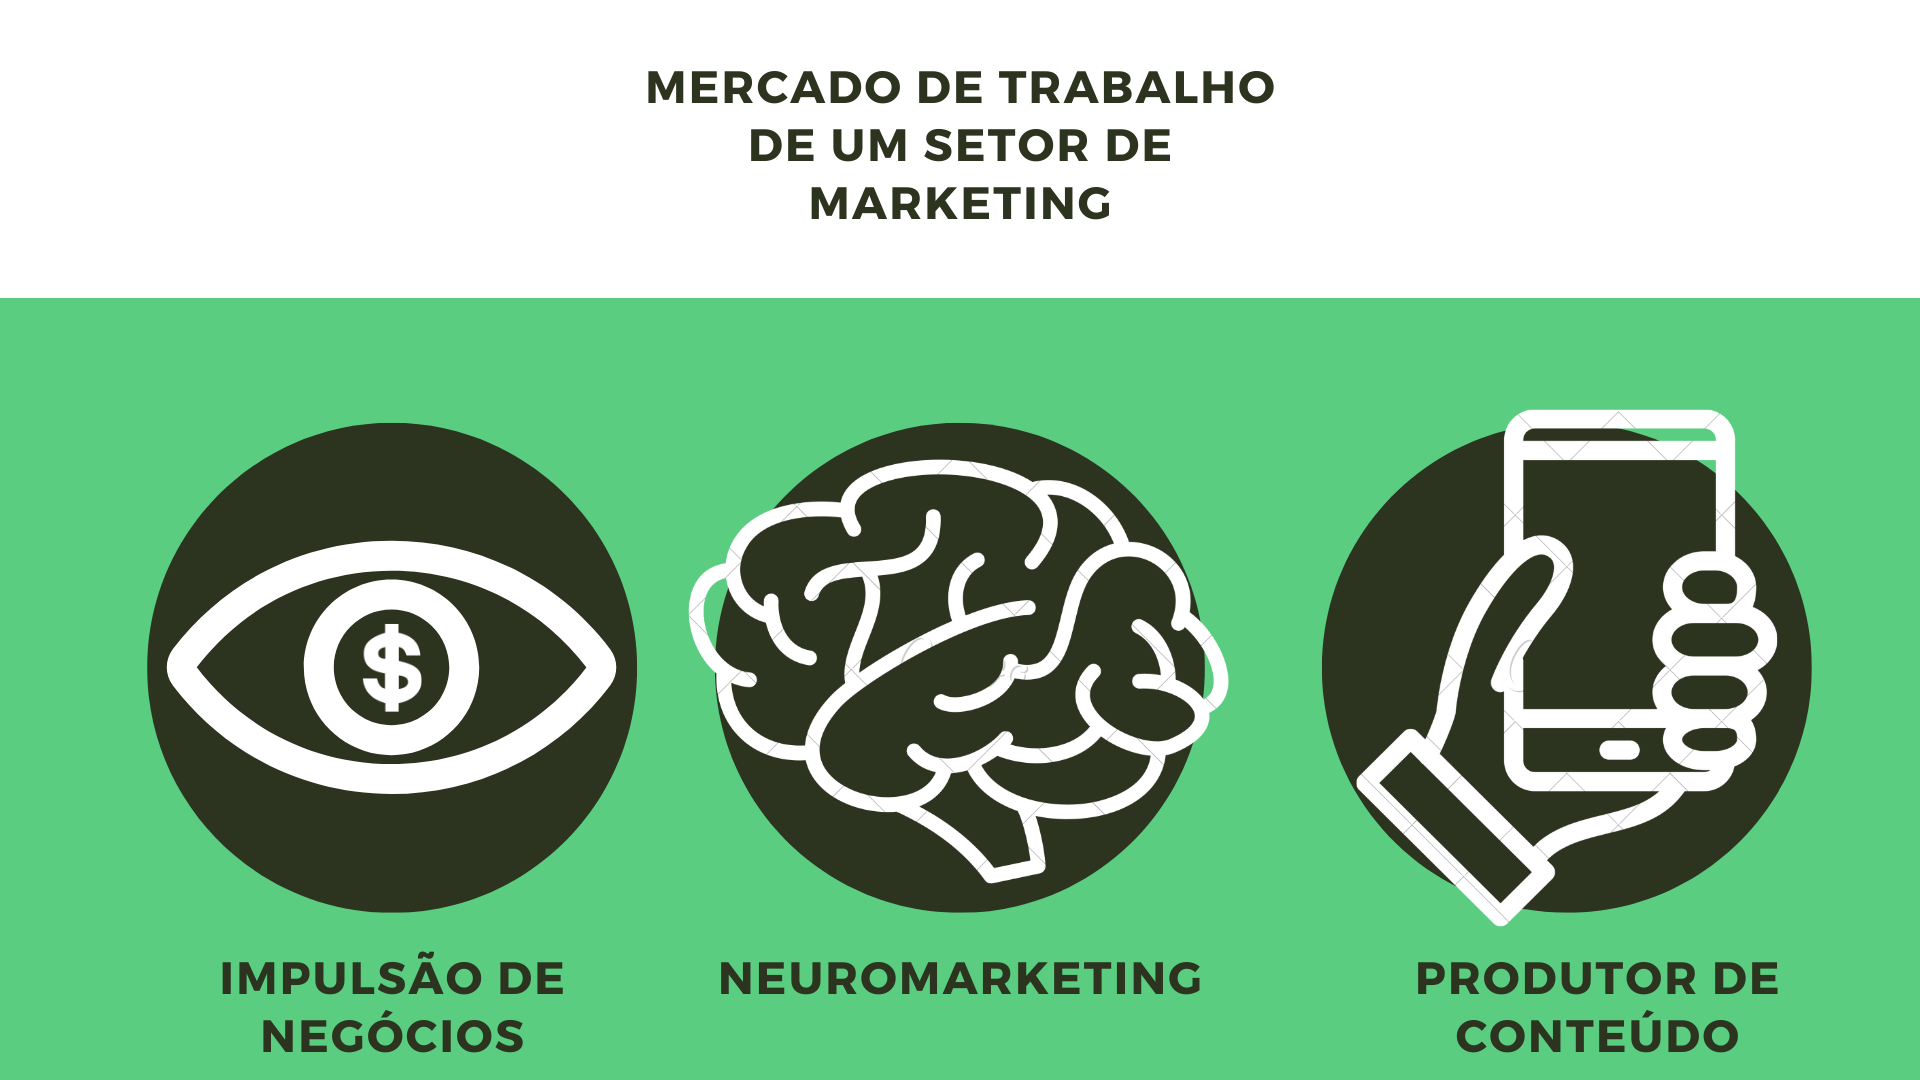 MERCADO DE TRABALHO
DE UM SETOR DE
MARKETING
$
IMPULSÃO DE
NEGÓCIOS
NEUROMARKETING
PRODUTOR DE
CONTEÚDO